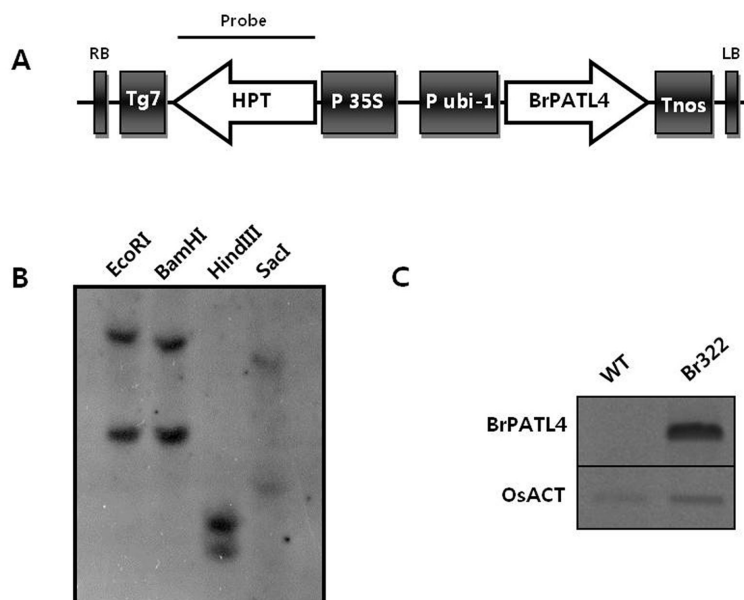 A
Probe
RB
LB
Tg7
HPT
P 35S
P ubi-1
BrPATL4
Tnos
B
EcoRI
BamHI
HindIII
SacI
C
WT
Br322
BrPATL4
OsACT